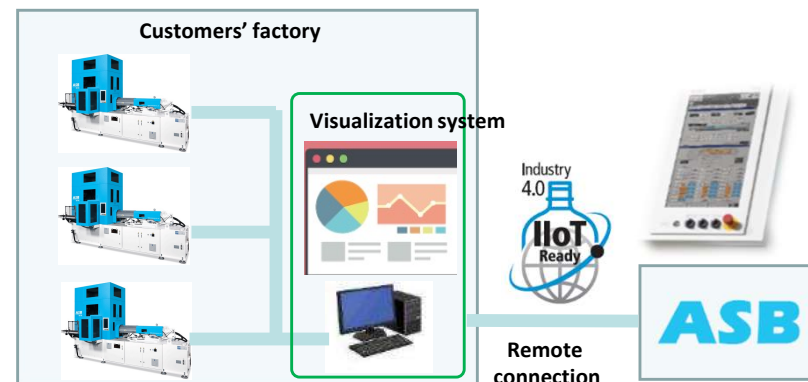 Customers’ factory
Visualization system
Industry
4.0
IIoT
Ready
Remote
connection
ASB